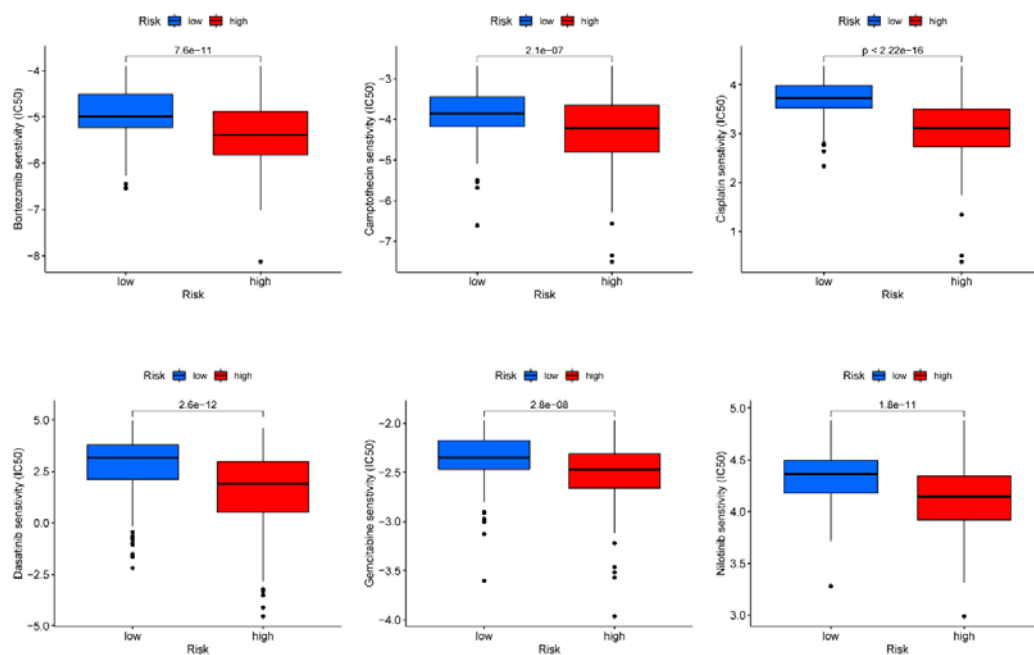 Risk low high
7.6e-11
Bortezomib senstivity (IC50)
-4
-5
-6
-7
-8
low high
Risk
Risk low high
2.1e-07
Camptothecin senstivity (IC50)
-3
-4
-5
-6
-7
low high
Risk
Risk low high
p < 2.22e-16
Cisplatin senstivity (IC50)
4
3
2
1
low high
Risk
Risk low high
2.6e-12
Dasatinib senstivity (IC50)
5.0
2.5
0.0
-2.5
-5.0
low high
Risk
Risk low high
2.8e-08
Gemcitabine senstivity (IC50)
-2.0
-2.5
-3.0
-3.5
-4.0
low high
Risk
Risk low high
1.8e-11
Nilotinib senstivity (IC50)
5.0
4.5
4.0
3.5
3.0
low high
Risk